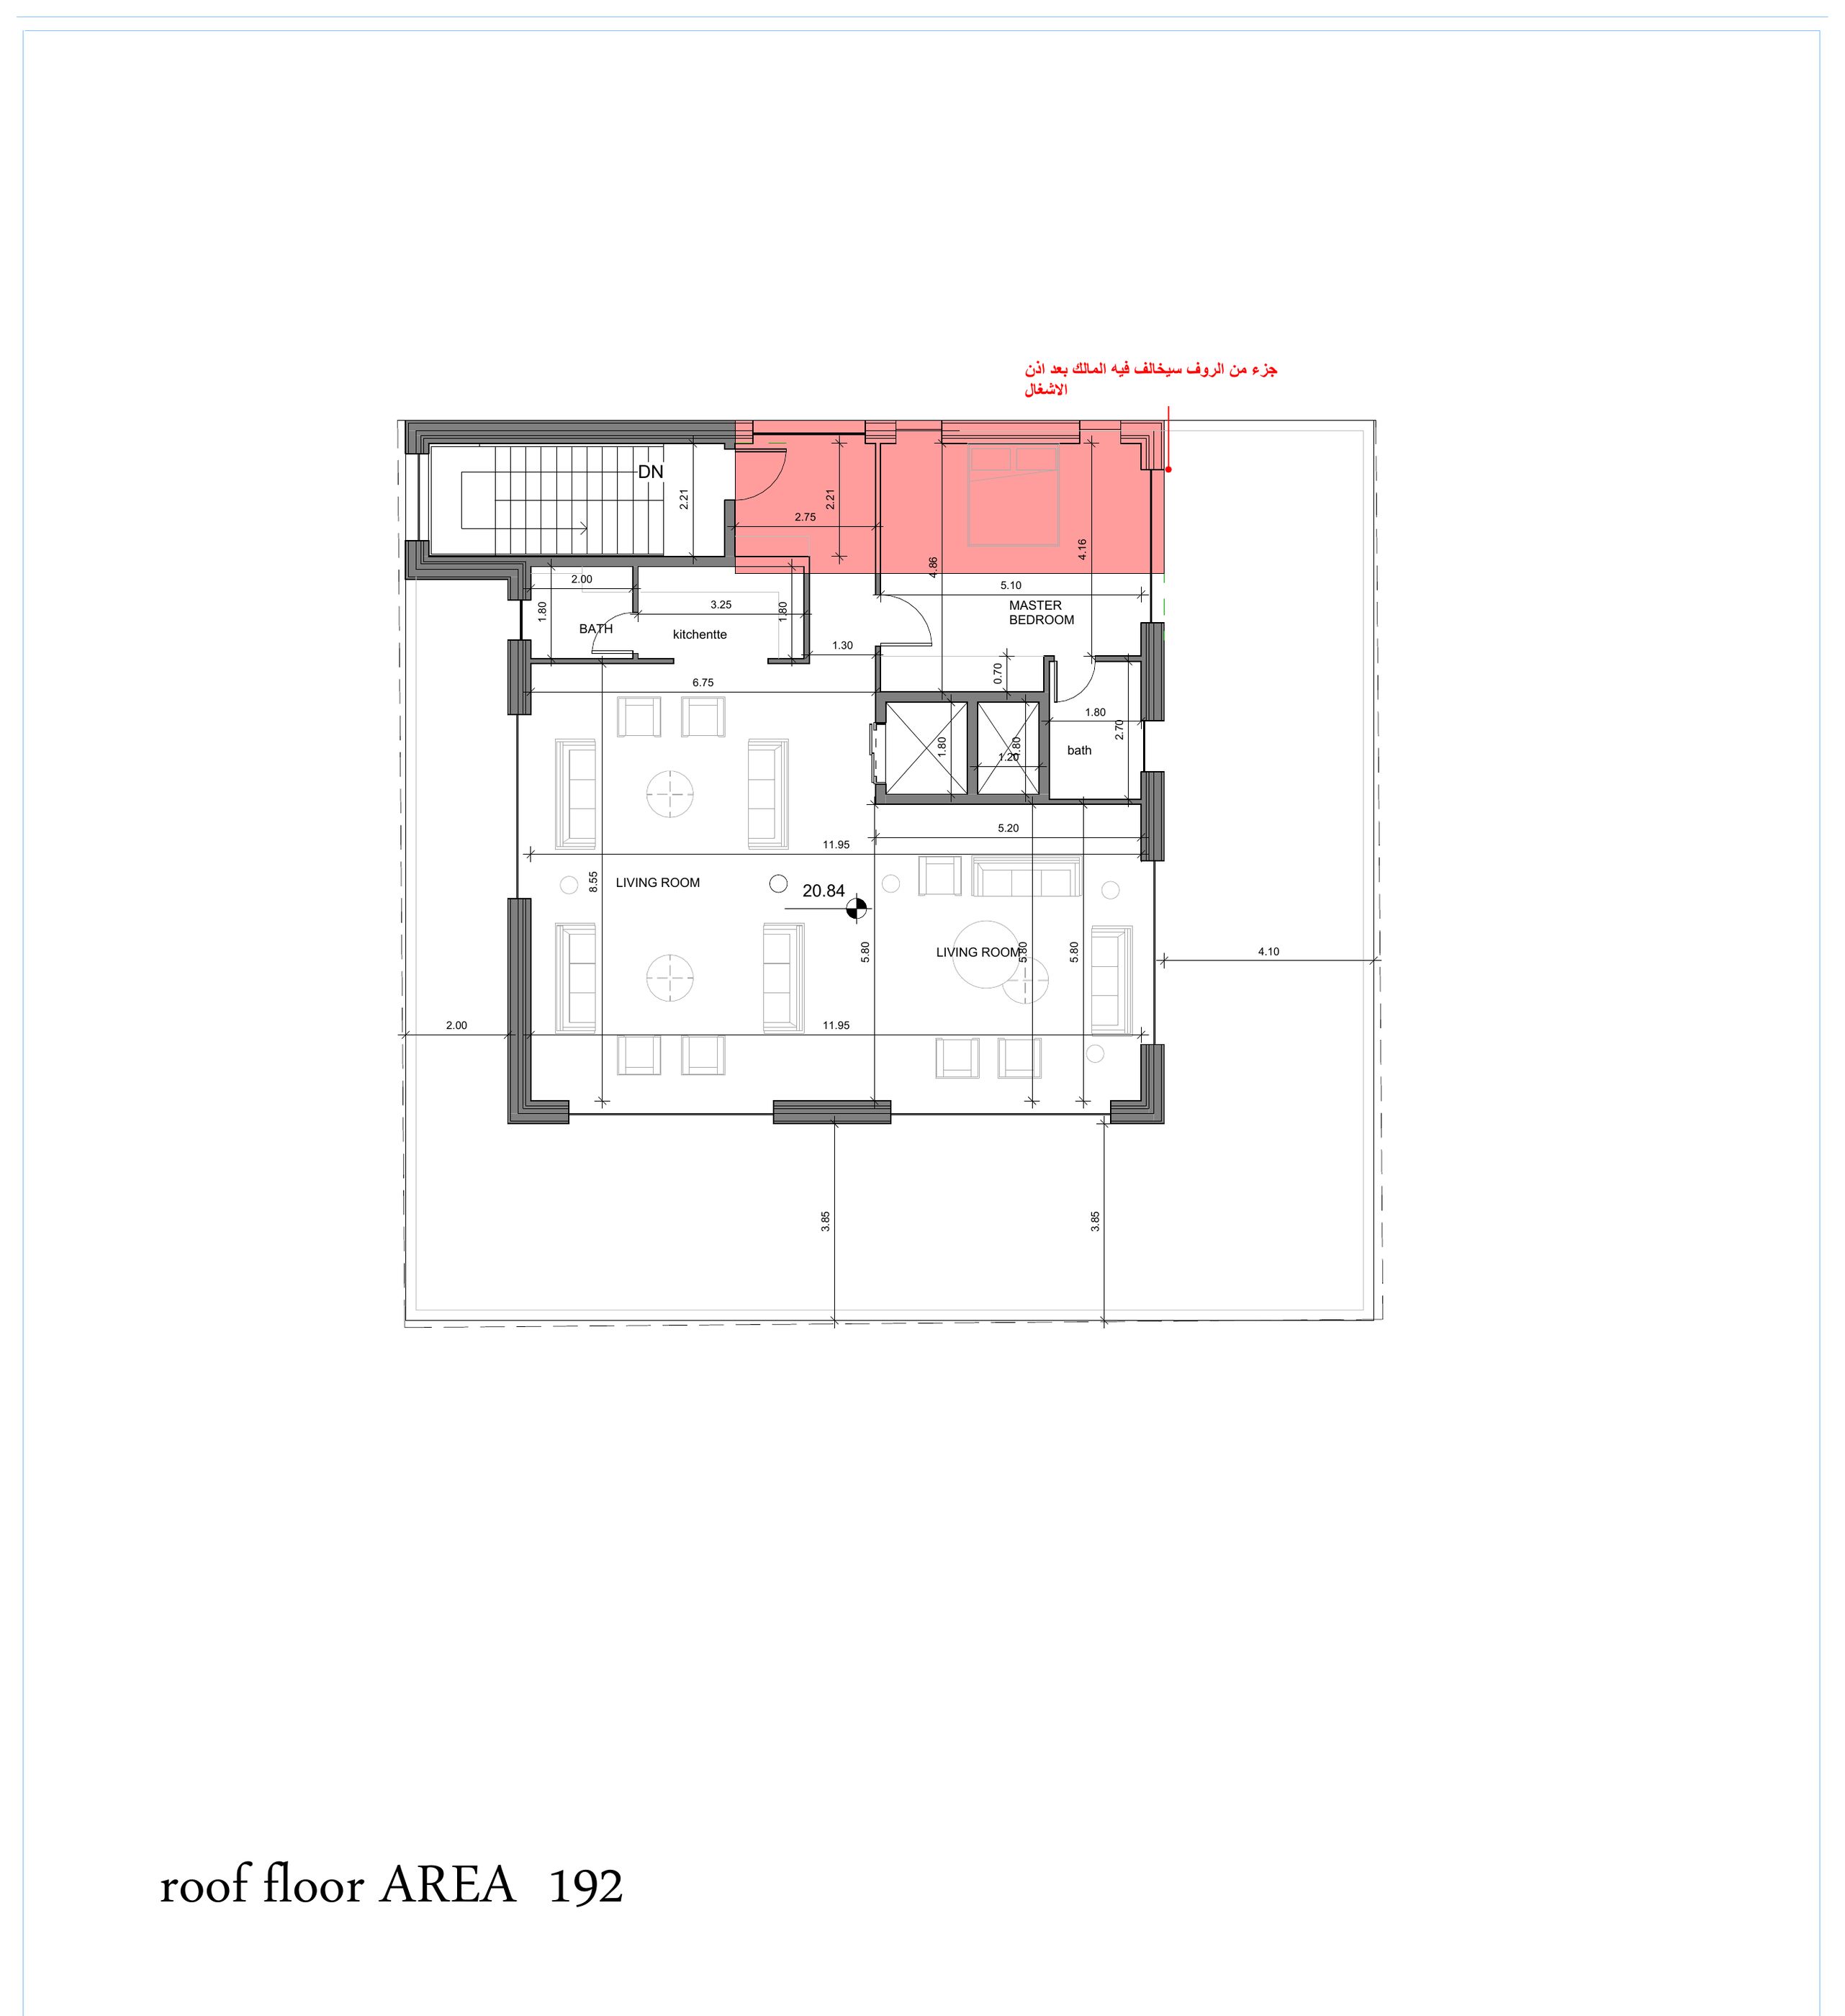 جزء من الروف سيخالف فيه المالك بعد اذن
الاشغال
DN
2.21
2.21
2.75
4.86
4.16
2.00
5.10
1.80
3.25
1.80
MASTER
BEDROOM
BATH
kitchentte
1.30
0.70
6.75
1.80
2.70
1.80
1.80
1.20
bath
5.20
11.95
8.55
LIVING ROOM
20.84
5.80
LIVING ROOM
5.80
5.80
4.10
2.00
11.95
3.85
3.85
roof floor AREA 192